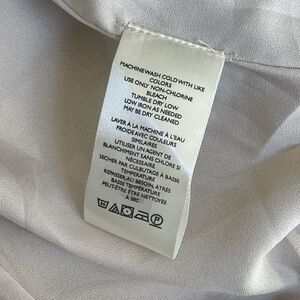 MACHINE WASH COLD WITH LIKE
COLORS
USE ONLY NON-CHLORINE
BLEACH
TUMBLE DRY LOW
LOW IRON AS NEEDED
MAY BE DRY CLEANED
LAVER À LA MACHINE À L'EAU
FROIDE AVEC COULEURS
SIMILAIRES
UTILISER UN AGENT DE
BLANCHIMENT SANS CHLORE SI
NÉCESSAIRE
SÉCHER PAR CULBUTAGE À BASSE
TEMPÉRATURE
REPASSER AU BESOIN, À TRÈS
BASSE TEMPÉRATURE
PEUT-ÊTRE ÊTRE NETTOYÉS
À SEC
P